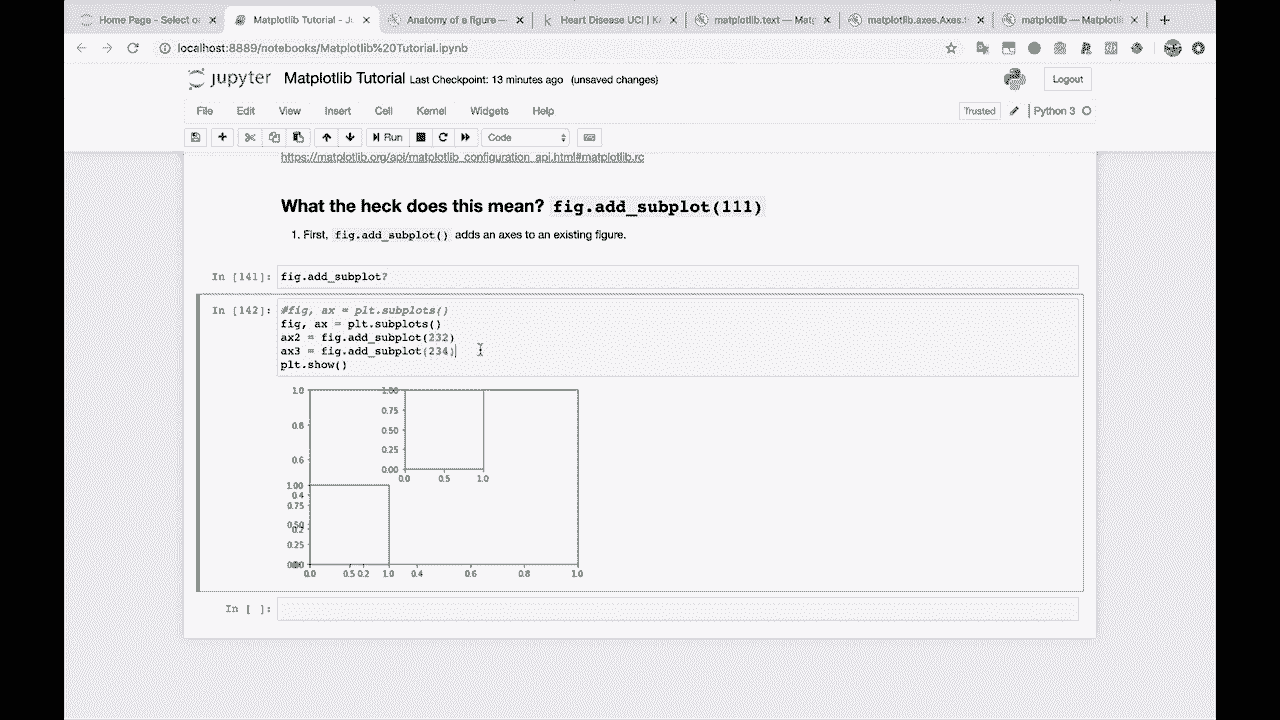 Home Page - Select or
Matplotlib Tutorial - Ju
Anatomy of a figure —
Heart Disease UCI | Ka
matplotlib.text — Matp
matplotlib.axes.Axes.t
matplotlib — Matplotlib
localhost:8889/notebooks/Matplotlib%20Tutorial.ipynb
jupyter Matplotlib Tutorial Last Checkpoint: 13 minutes ago (unsaved changes)
Logout
File Edit View Insert Cell Kernel Widgets Help
Trusted Python 3
Run Code
https://matplotlib.org/api/matplotlib_configuration_api.html#matplotlib.rc
What the heck does this mean? fig.add_subplot(111)
1. First, fig.add_subplot() adds an axes to an existing figure.
In [141]: fig.add_subplot?
In [142]: #fig, ax = plt.subplots()
fig, ax = plt.subplots()
ax2 = fig.add_subplot(232)
ax3 = fig.add_subplot(234)
plt.show()
1.0 1.00
0.75
0.8
0.50
0.6 0.25
0.00
0.0 0.5 1.0
1.00
0.4
0.75
0.50
0.2
0.25
0.0 0.5 0.2 1.0 0.4 0.6 0.8 1.0
In [ ]: